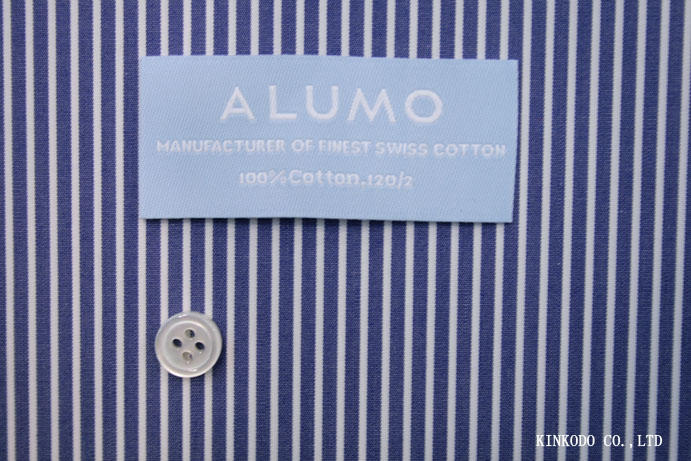 ALUMO
MANUFACTURER OF FINEST SWISS COTTON
100%Cotton.120/2
KINKODO CO.,LTD